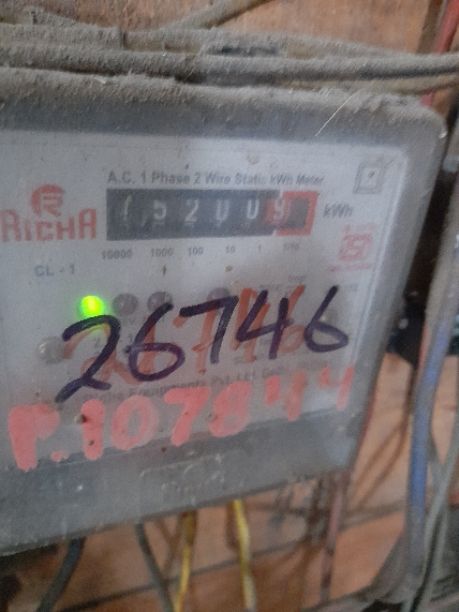 A.C. 1 Phase 2 Wire Static kWh Meter
R
RICHA
152009 kWh
10000 1000 100 10 1 1/10
CL - 1
26746
P.107844